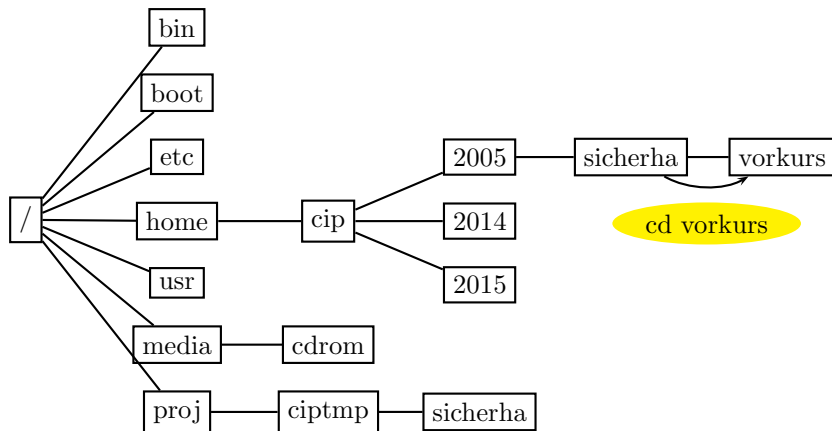 bin
boot
etc
2005 sicherha vorkurs
/ home cip 2014 cd vorkurs
usr 2015
media cdrom
proj ciptmp sicherha